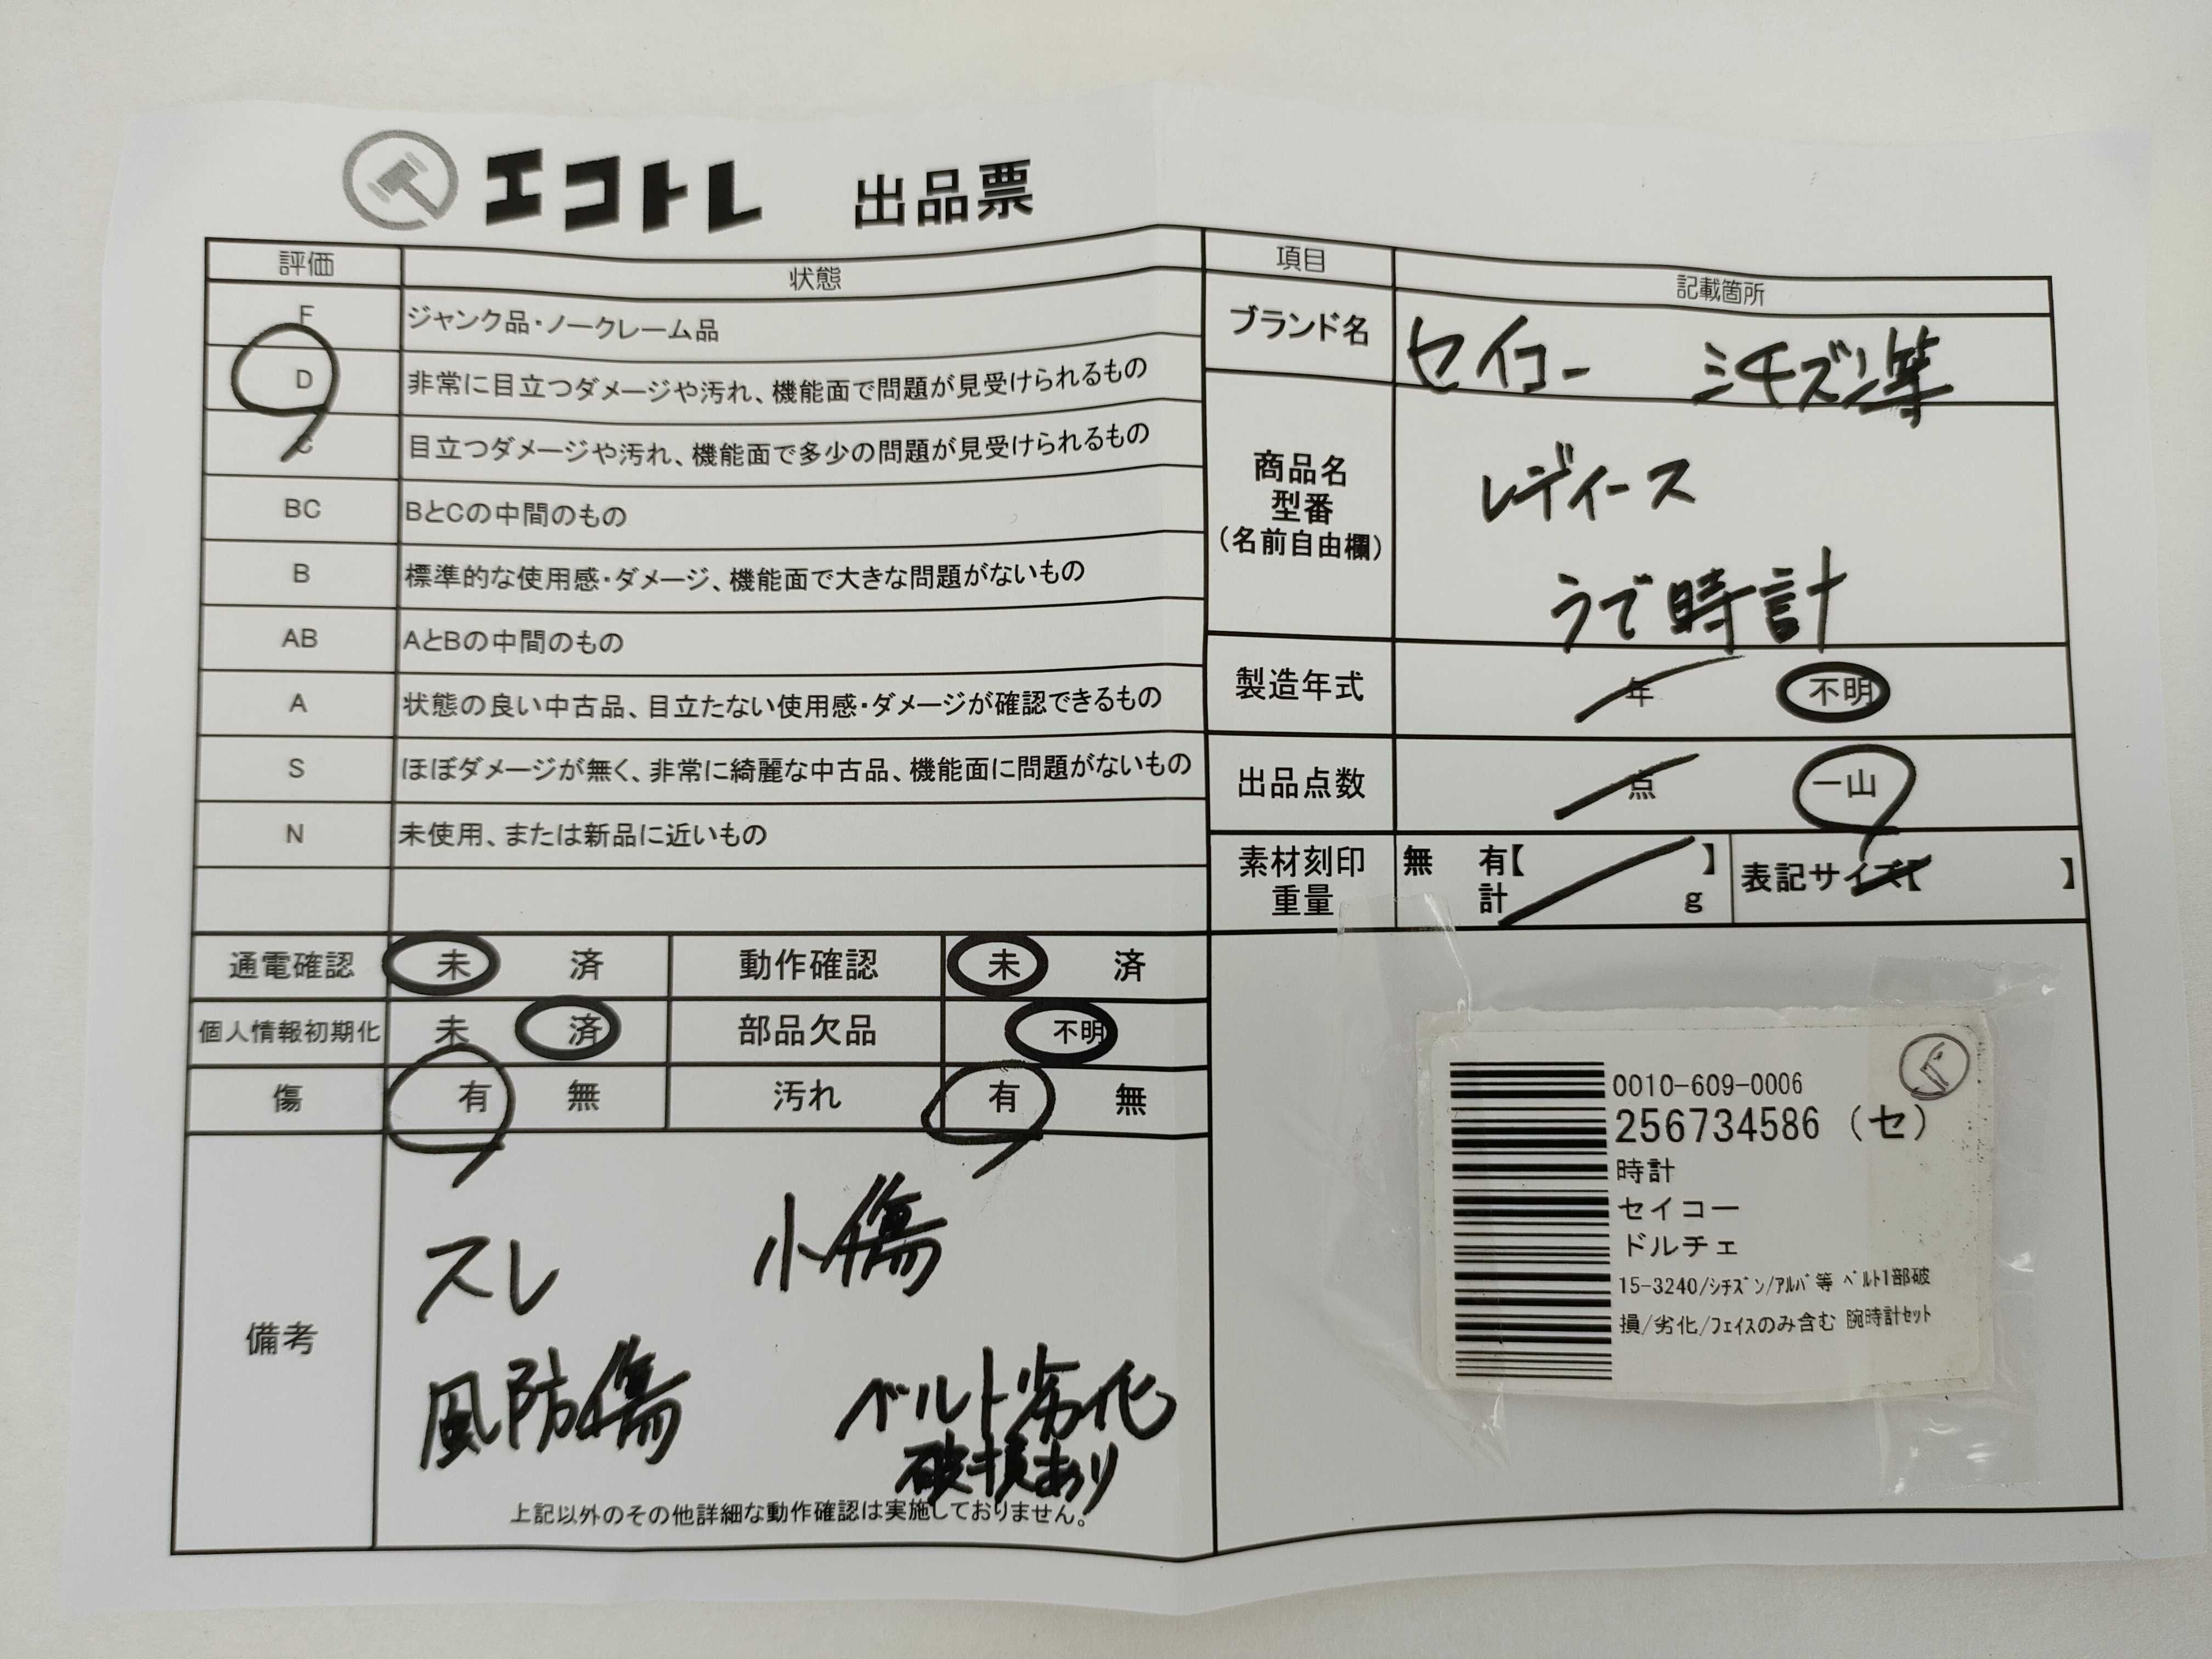 エコトレ 出品票
評価 状態
F ジャンク品・ノークレーム品
D 非常に目立つダメージや汚れ、機能面で問題が見受けられるもの
C 目立つダメージや汚れ、機能面で多少の問題が見受けられるもの
BC BとCの中間のもの
B 標準的な使用感・ダメージ、機能面で大きな問題がないもの
AB AとBの中間のもの
A 状態の良い中古品、目立たない使用感・ダメージが確認できるもの
S ほぼダメージが無く、非常に綺麗な中古品、機能面に問題がないもの
N 未使用、または新品に近いもの
通電確認 未 済 動作確認 未 済
個人情報初期化 未 済 部品欠品 不明
傷 有 無 汚れ 有 無
備考
スレ 小傷
風防傷 ベルト劣化
破損あり
上記以外のその他詳細な動作確認は実施しておりません。
項目 記載箇所
ブランド名 セイコー シチズン等
商品名
型番
(名前自由欄)
レディース
うで時計
製造年式 年 不明
出品点数 点 一山
素材刻印 無 有【 】 表記サイズ【 】
重量 計 g
0010-609-0006
256734586 (セ)
時計
セイコー
ドルチェ
15-3240/シチズン/アルバ等 ベルト1部破
損/劣化/フェイスのみ含む 腕時計セット